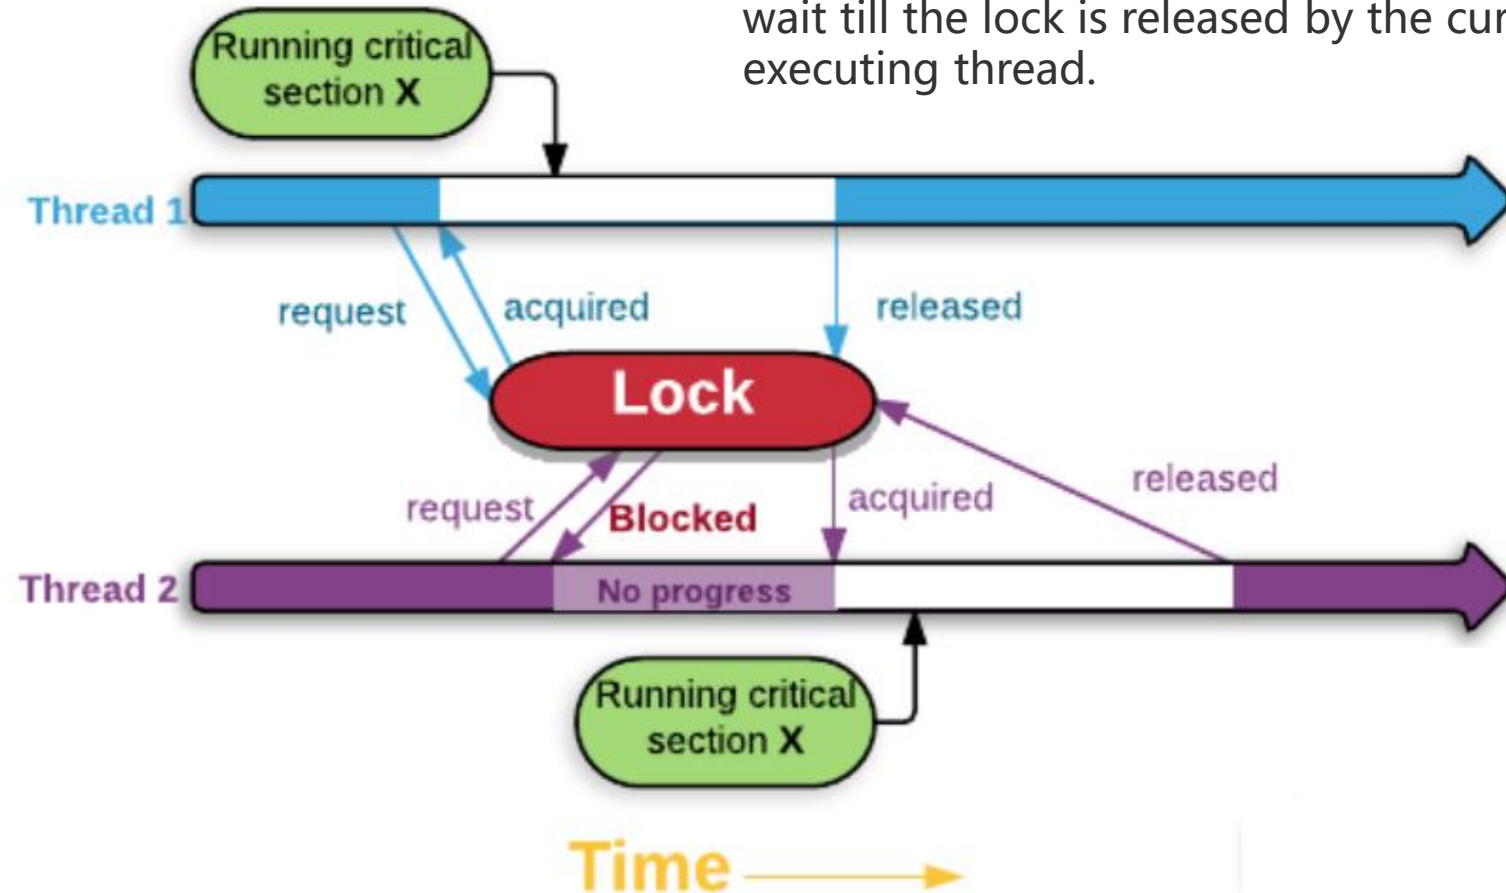 wait till the lock is released by the cur
executing thread.
Running critical
section X
Thread 1
request
acquired
released
Lock
request
Blocked
acquired
released
Thread 2
No progress
Running critical
section X
Time